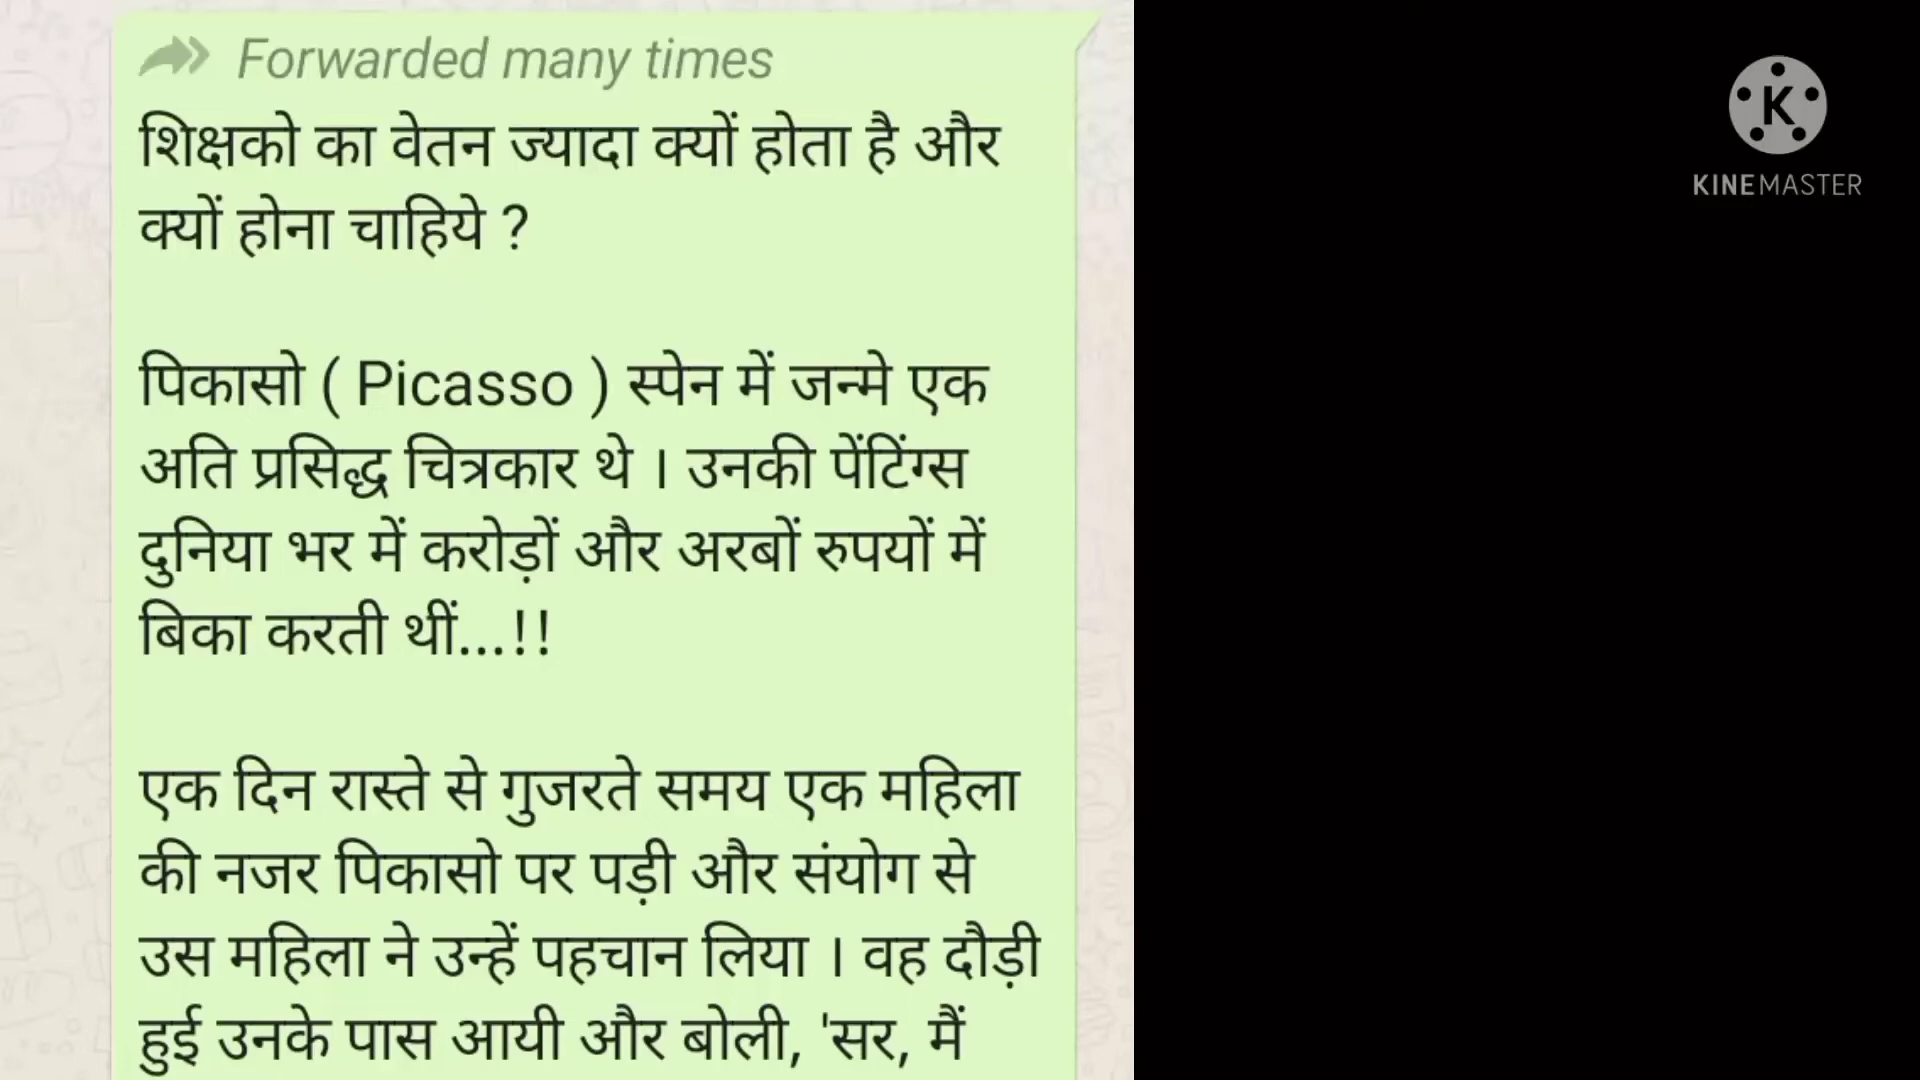 Forwarded many times
शिक्षको का वेतन ज्यादा क्यों होता है और
क्यों होना चाहिये ?
पिकासो ( Picasso ) स्पेन में जन्मे एक
अति प्रसिद्ध चित्रकार थे । उनकी पेंटिंग्स
दुनिया भर में करोड़ों और अरबों रुपयों में
बिका करती थीं...!!
एक दिन रास्ते से गुजरते समय एक महिला
की नजर पिकासो पर पड़ी और संयोग से
उस महिला ने उन्हें पहचान लिया । वह दौड़ी
हुई उनके पास आयी और बोली, 'सर, मैं
K
KINEMASTER